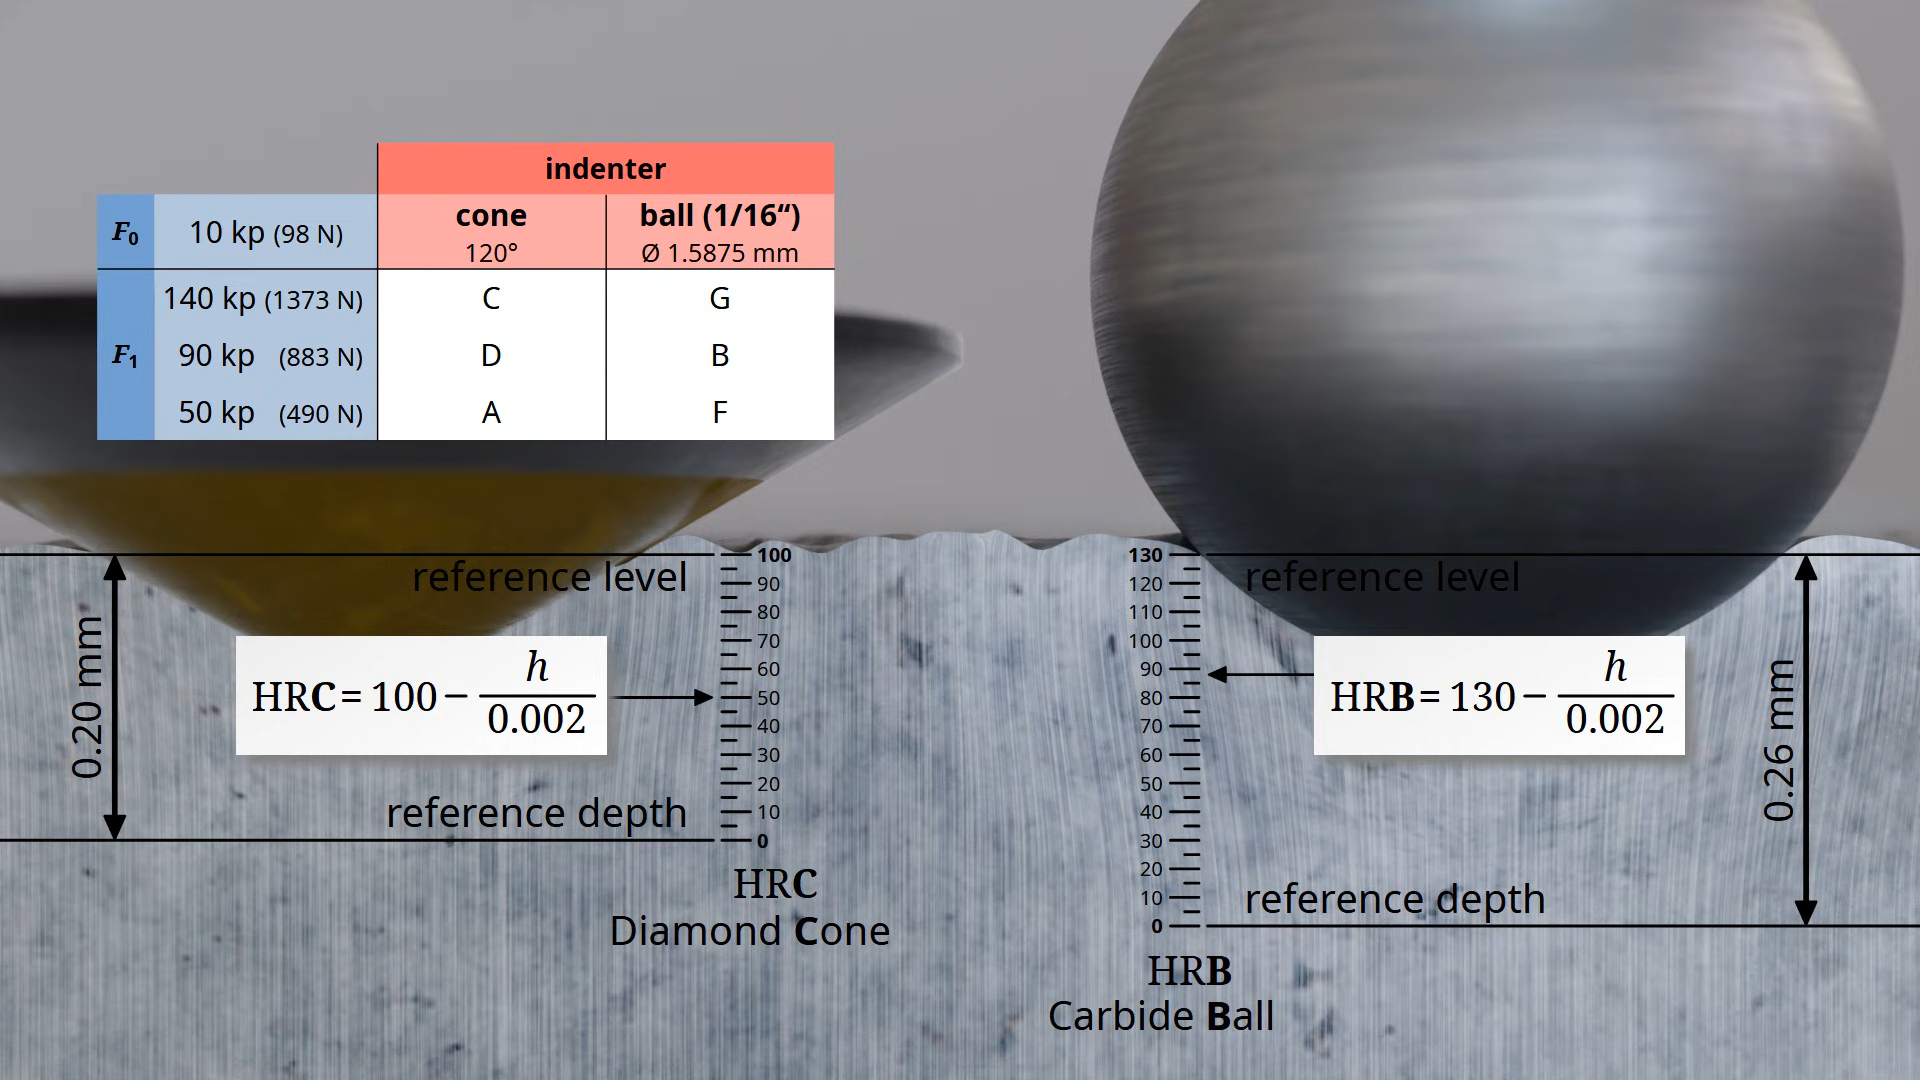 indenter
F₀ 10 kp (98 N) cone 120° ball (1/16“) Ø 1.5875 mm
F₁
140 kp (1373 N) C G
90 kp (883 N) D B
50 kp (490 N) A F
reference level
0.20 mm
HRC = 100 − h / 0.002
reference depth
100
90
80
70
60
50
40
30
20
10
0
HRC
Diamond Cone
130
120
110
100
90
80
70
60
50
40
30
20
10
0
reference level
HRB = 130 − h / 0.002
0.26 mm
reference depth
HRB
Carbide Ball